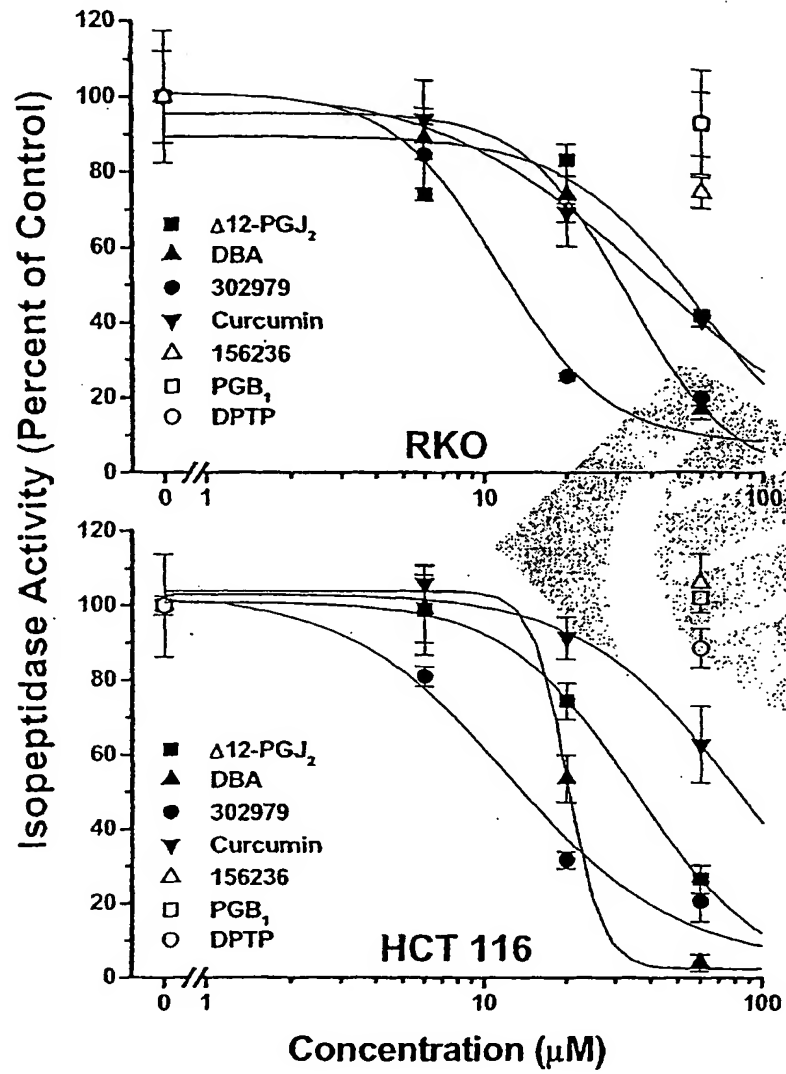 Isopeptidase Activity (Percent of Control)
120
100
80
60
40
20
0
Δ12-PGJ₂
DBA
302979
Curcumin
156236
PGB₁
DPTP
RKO
0 1 10 100
120
100
80
60
40
20
0
Δ12-PGJ₂
DBA
302979
Curcumin
156236
PGB₁
DPTP
HCT 116
0 1 10 100
Concentration (μM)